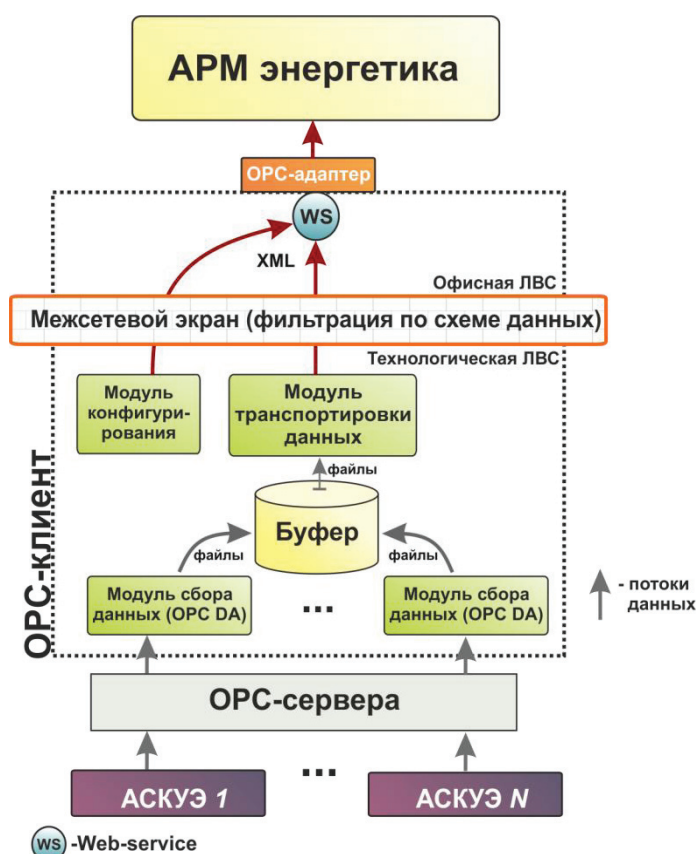 АРМ энергетика
OPC-адаптер
WS
XML
Офисная ЛВС
Межсетевой экран (фильтрация по схеме данных)
Технологическая ЛВС
Модуль
конфигури-
рования
Модуль
транспортировки
данных
файлы
Буфер
файлы
файлы
OPC-клиент
Модуль сбора
данных (OPC DA)
...
Модуль сбора
данных (OPC DA)
- потоки
данных
OPC-сервера
АСКУЭ 1
...
АСКУЭ N
WS -Web-service